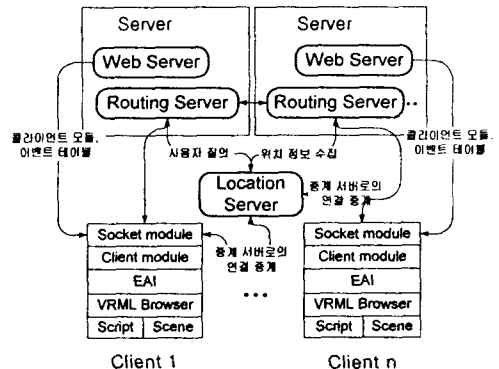 Server
Server
Web Server
Web Server
Routing Server
Routing Server
..
클라이언트 모듈,
이벤트 테이블
클라이언트 모듈,
이벤트 테이블
사용자 질의
위치 정보 수집
Location
Server
중계 서버로의
연결 중계
중계 서버로의
연결 중계
Socket module
Client module
EAI
VRML Browser
Script
Scene
...
Socket module
Client module
EAI
VRML Browser
Script
Scene
Client 1
Client n